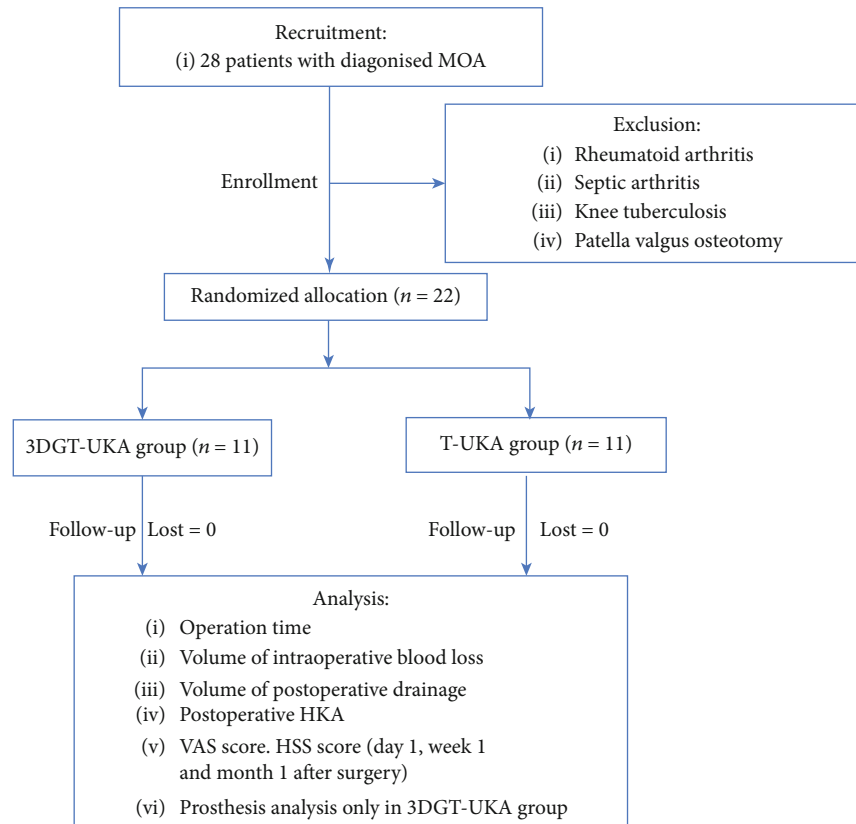 Recruitment:
(i) 28 patients with diagonised MOA
Exclusion:
(i) Rheumatoid arthritis
(ii) Septic arthritis
(iii) Knee tuberculosis
(iv) Patella valgus osteotomy
Enrollment
Randomized allocation (n = 22)
3DGT-UKA group (n = 11)
T-UKA group (n = 11)
Follow-up Lost = 0
Follow-up Lost = 0
Analysis:
(i) Operation time
(ii) Volume of intraoperative blood loss
(iii) Volume of postoperative drainage
(iv) Postoperative HKA
(v) VAS score. HSS score (day 1, week 1
and month 1 after surgery)
(vi) Prosthesis analysis only in 3DGT-UKA group